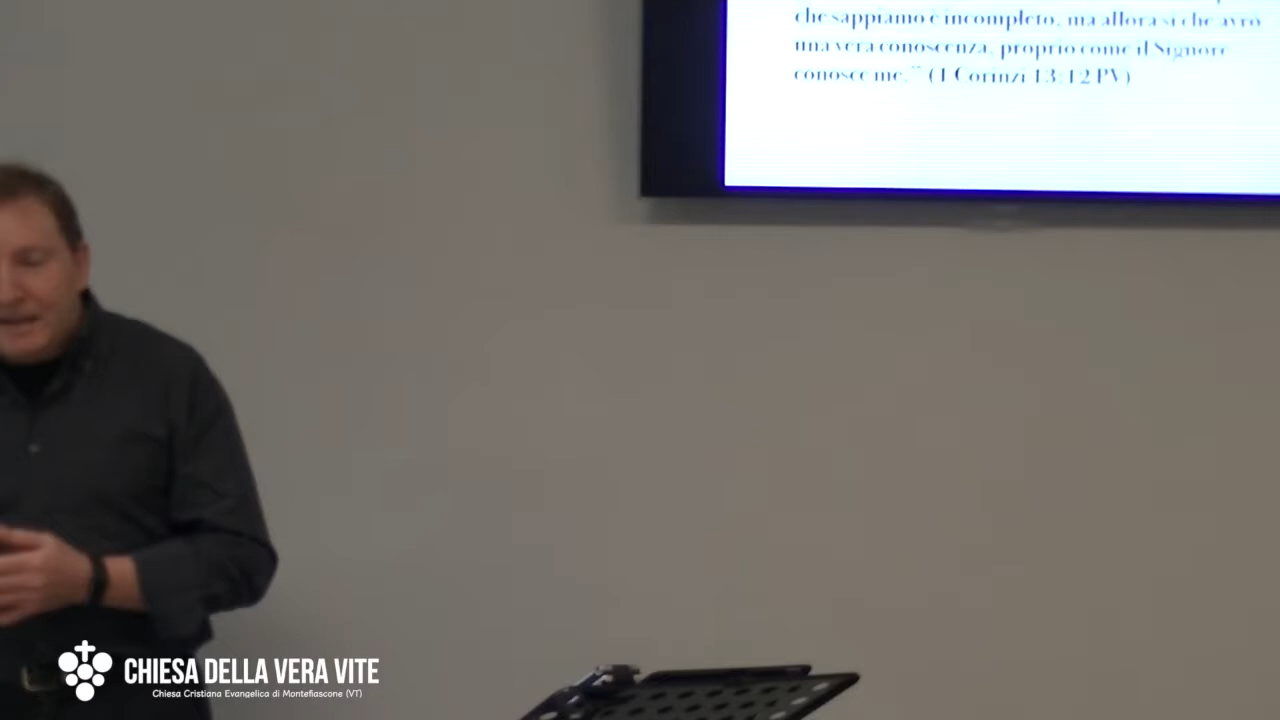 che sappiamo è incompleto, ma allora sì che avrò
una vera conoscenza, proprio come il Signore
conosce me.” (1 Corinzi 13:12 PV)
CHIESA DELLA VERA VITE
Chiesa Cristiana Evangelica di Montefiascone (VT)